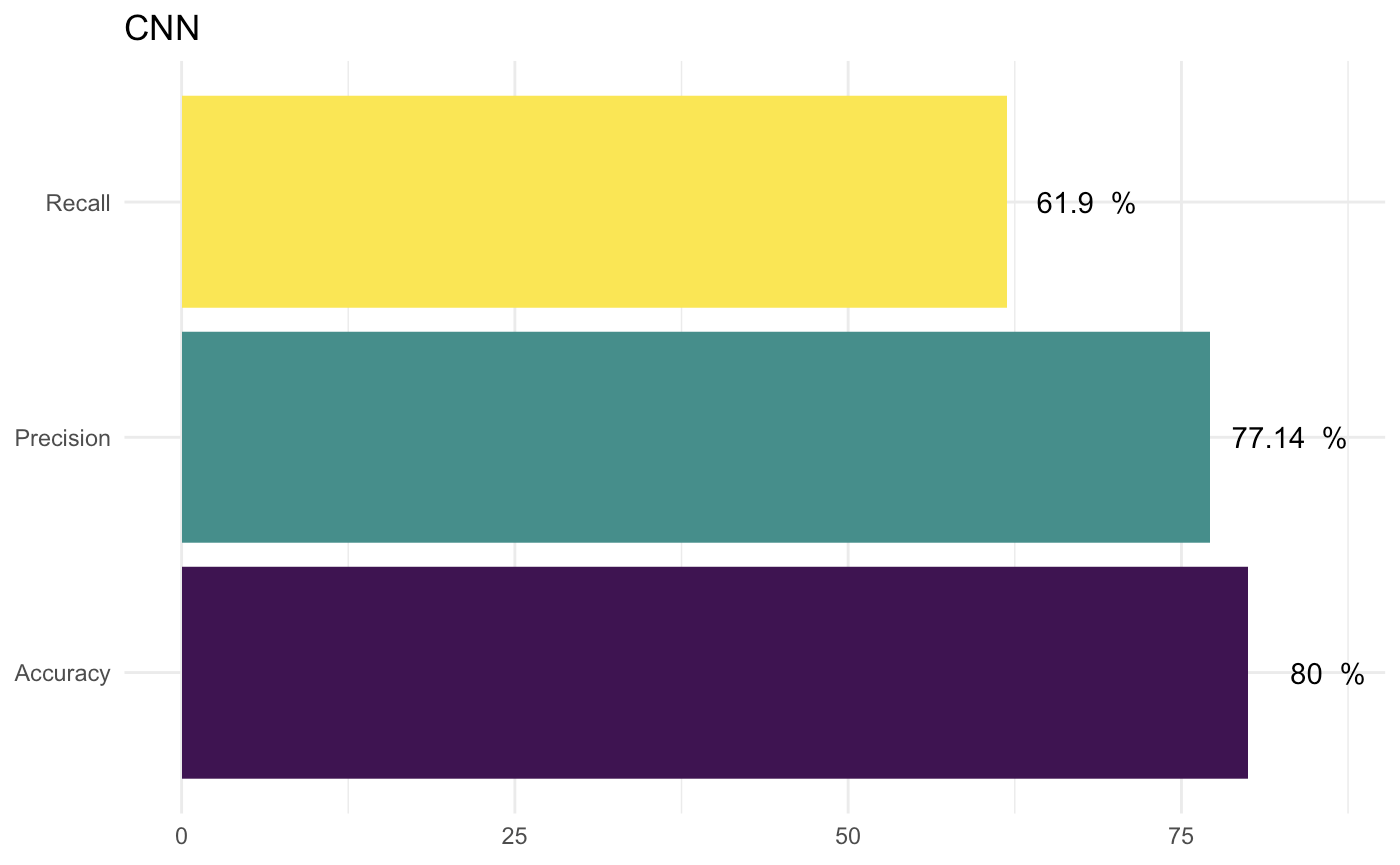 CNN
Recall
61.9 %
Precision
77.14 %
Accuracy
80 %
0 25 50 75